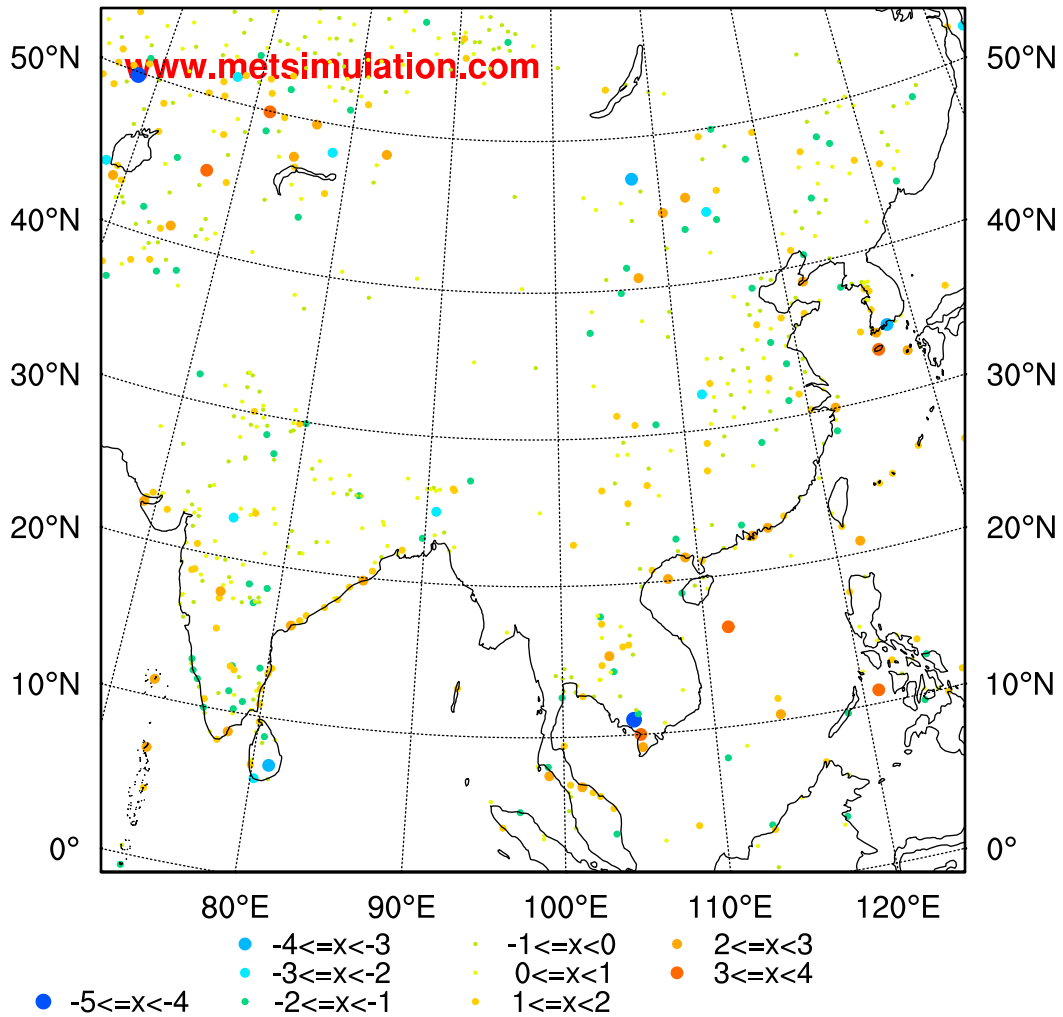 50°N 50°N
www.metsimulation.com
40°N 40°N
30°N 30°N
20°N 20°N
10°N 10°N
0° 0°
80°E 90°E 100°E 110°E 120°E
-4<=x<-3 -1<=x<0 2<=x<3
-3<=x<-2 0<=x<1 3<=x<4
-5<=x<-4 -2<=x<-1 1<=x<2